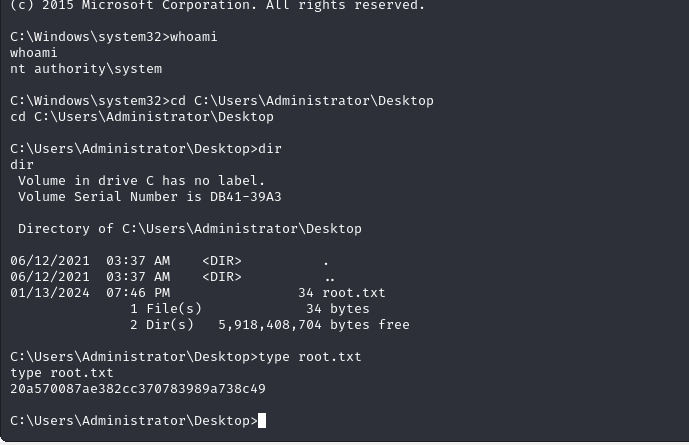 (c) 2015 Microsoft Corporation. All rights reserved.
C:\Windows\system32>whoami
whoami
nt authority\system
C:\Windows\system32>cd C:\Users\Administrator\Desktop
cd C:\Users\Administrator\Desktop
C:\Users\Administrator\Desktop>dir
dir
 Volume in drive C has no label.
 Volume Serial Number is DB41-39A3
 Directory of C:\Users\Administrator\Desktop
06/12/2021  03:37 AM    <DIR>          .
06/12/2021  03:37 AM    <DIR>          ..
01/13/2024  07:46 PM                34 root.txt
               1 File(s)             34 bytes
               2 Dir(s)   5,918,408,704 bytes free
C:\Users\Administrator\Desktop>type root.txt
type root.txt
20a570087ae382cc370783989a738c49
C:\Users\Administrator\Desktop>